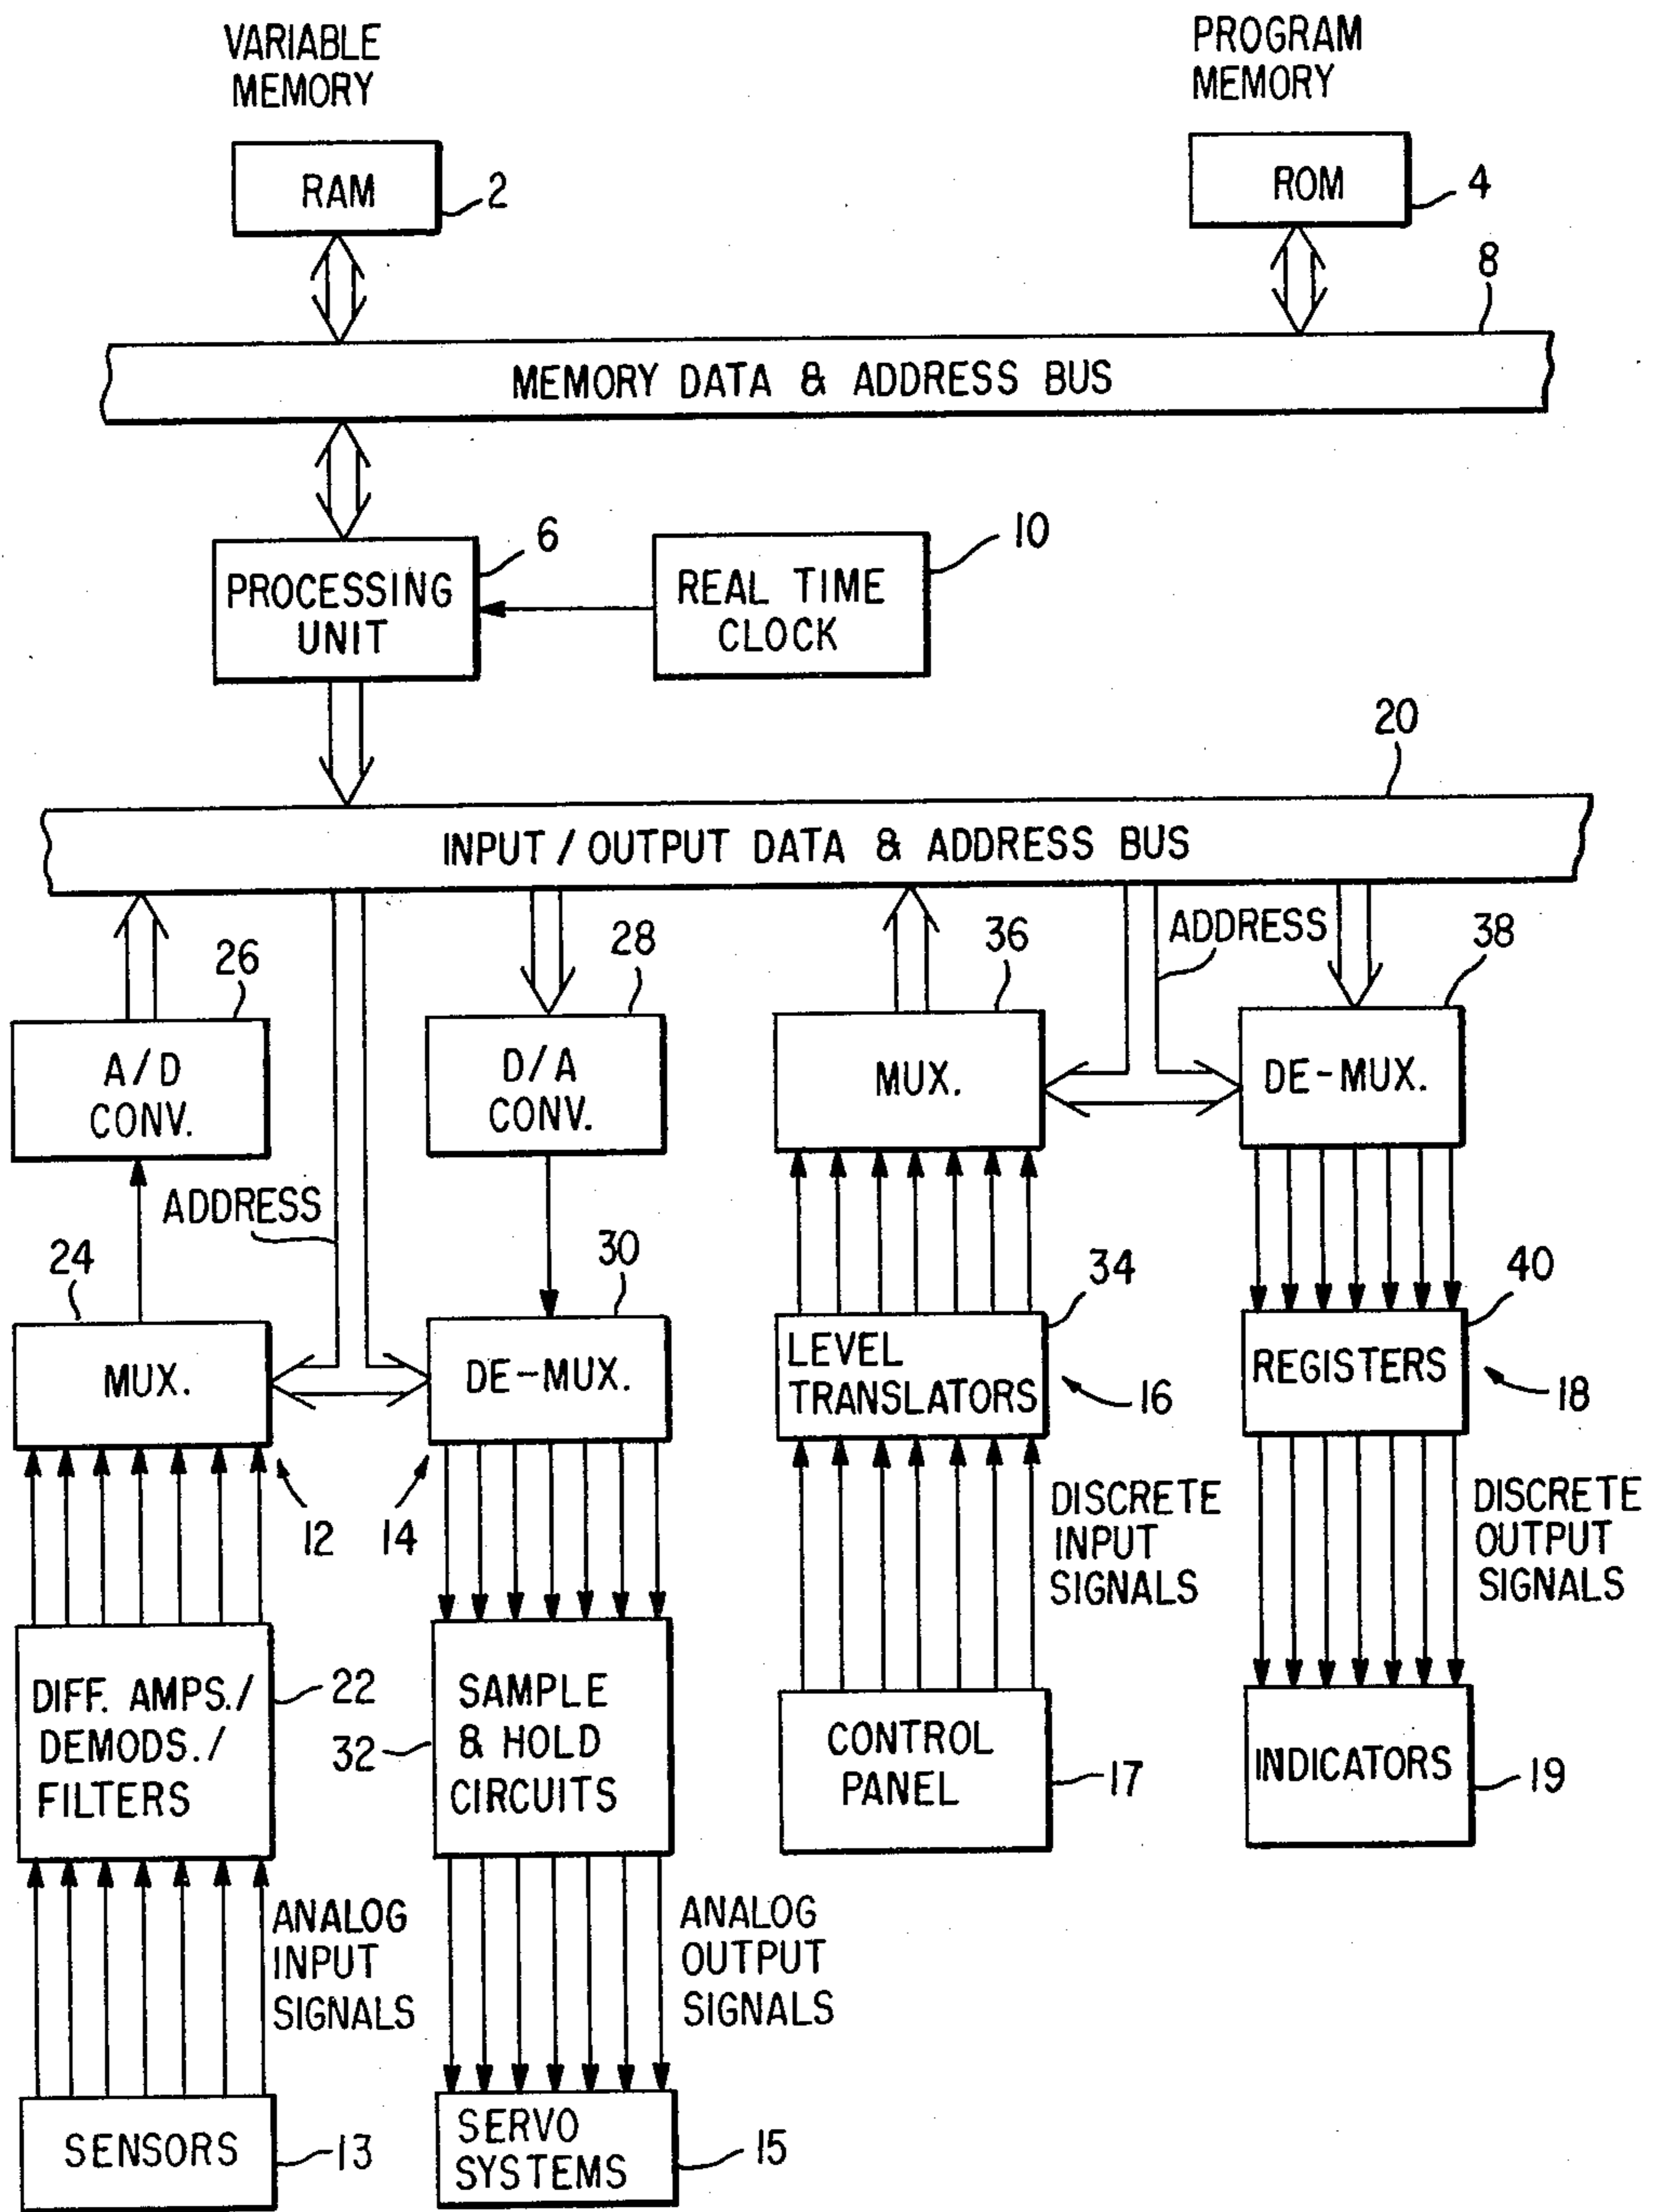 VARIABLE
MEMORY
PROGRAM
MEMORY
RAM
2
ROM
4
8
MEMORY DATA & ADDRESS BUS
6
10
PROCESSING
UNIT
REAL TIME
CLOCK
20
INPUT / OUTPUT DATA & ADDRESS BUS
26
28
36
ADDRESS
38
A/D
CONV.
D/A
CONV.
MUX.
DE-MUX.
ADDRESS
24
30
34
40
MUX.
DE-MUX.
LEVEL
TRANSLATORS
REGISTERS
16
18
12
14
DISCRETE
INPUT
SIGNALS
DISCRETE
OUTPUT
SIGNALS
DIFF. AMPS./
DEMODS./
FILTERS
22
32
SAMPLE
& HOLD
CIRCUITS
CONTROL
PANEL
17
INDICATORS
19
ANALOG
INPUT
SIGNALS
ANALOG
OUTPUT
SIGNALS
SENSORS
13
SERVO
SYSTEMS
15